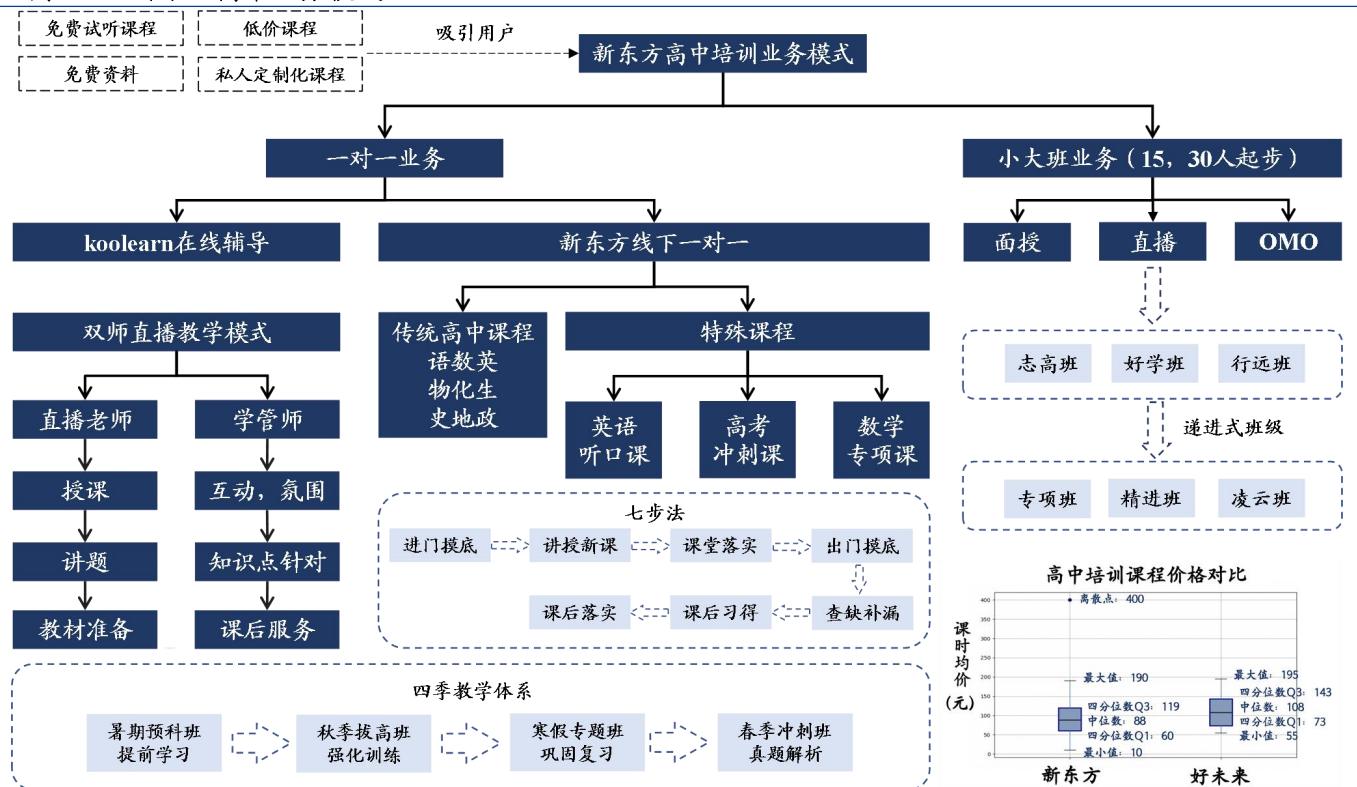 免费试听课程
低价课程
免费资料
私人定制化课程
吸引用户
新东方高中培训业务模式
一对一业务
小大班业务（15，30人起步）
koolearn在线辅导
新东方线下一对一
面授
直播
OMO
双师直播教学模式
传统高中课程
语数英
物化生
史地政
特殊课程
直播老师
学管师
英语
听口课
高考
冲刺课
数学
专项课
授课
互动，氛围
讲题
知识点针对
教材准备
课后服务
志高班
好学班
行远班
递进式班级
专项班
精进班
凌云班
七步法
进门摸底
讲授新课
课堂落实
出门摸底
课后落实
课后习得
查缺补漏
四季教学体系
暑期预科班
提前学习
秋季拔高班
强化训练
寒假专题班
巩固复习
春季冲刺班
真题解析
高中培训课程价格对比
课时均价
(元)
400
350
300
250
200
150
100
50
0
离散点：400
最大值：190
四分位数Q3：119
中位数：88
四分位数Q1：60
最小值：10
最大值：195
四分位数Q3：143
中位数：108
四分位数Q1：73
最小值：55
新东方
好未来